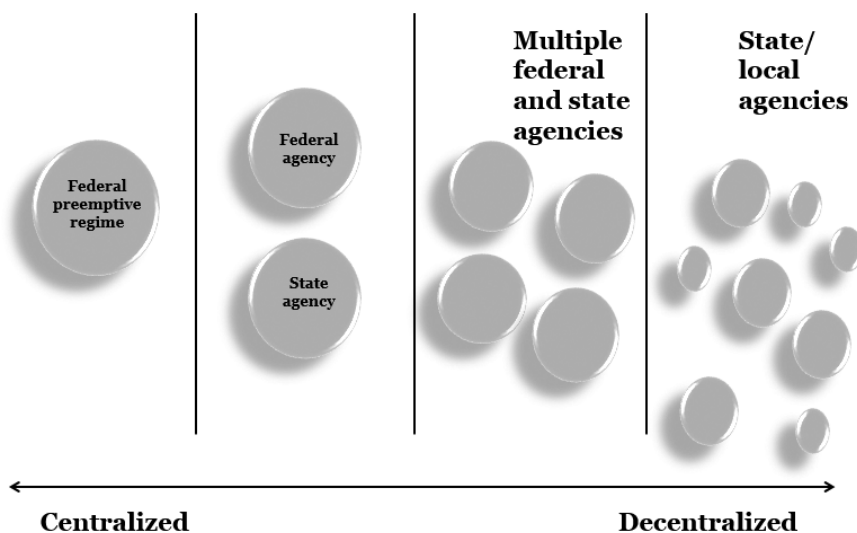 Federal
preemptive
regime
Federal
agency
State
agency
Multiple
federal
and state
agencies
State/
local
agencies
Centralized
Decentralized